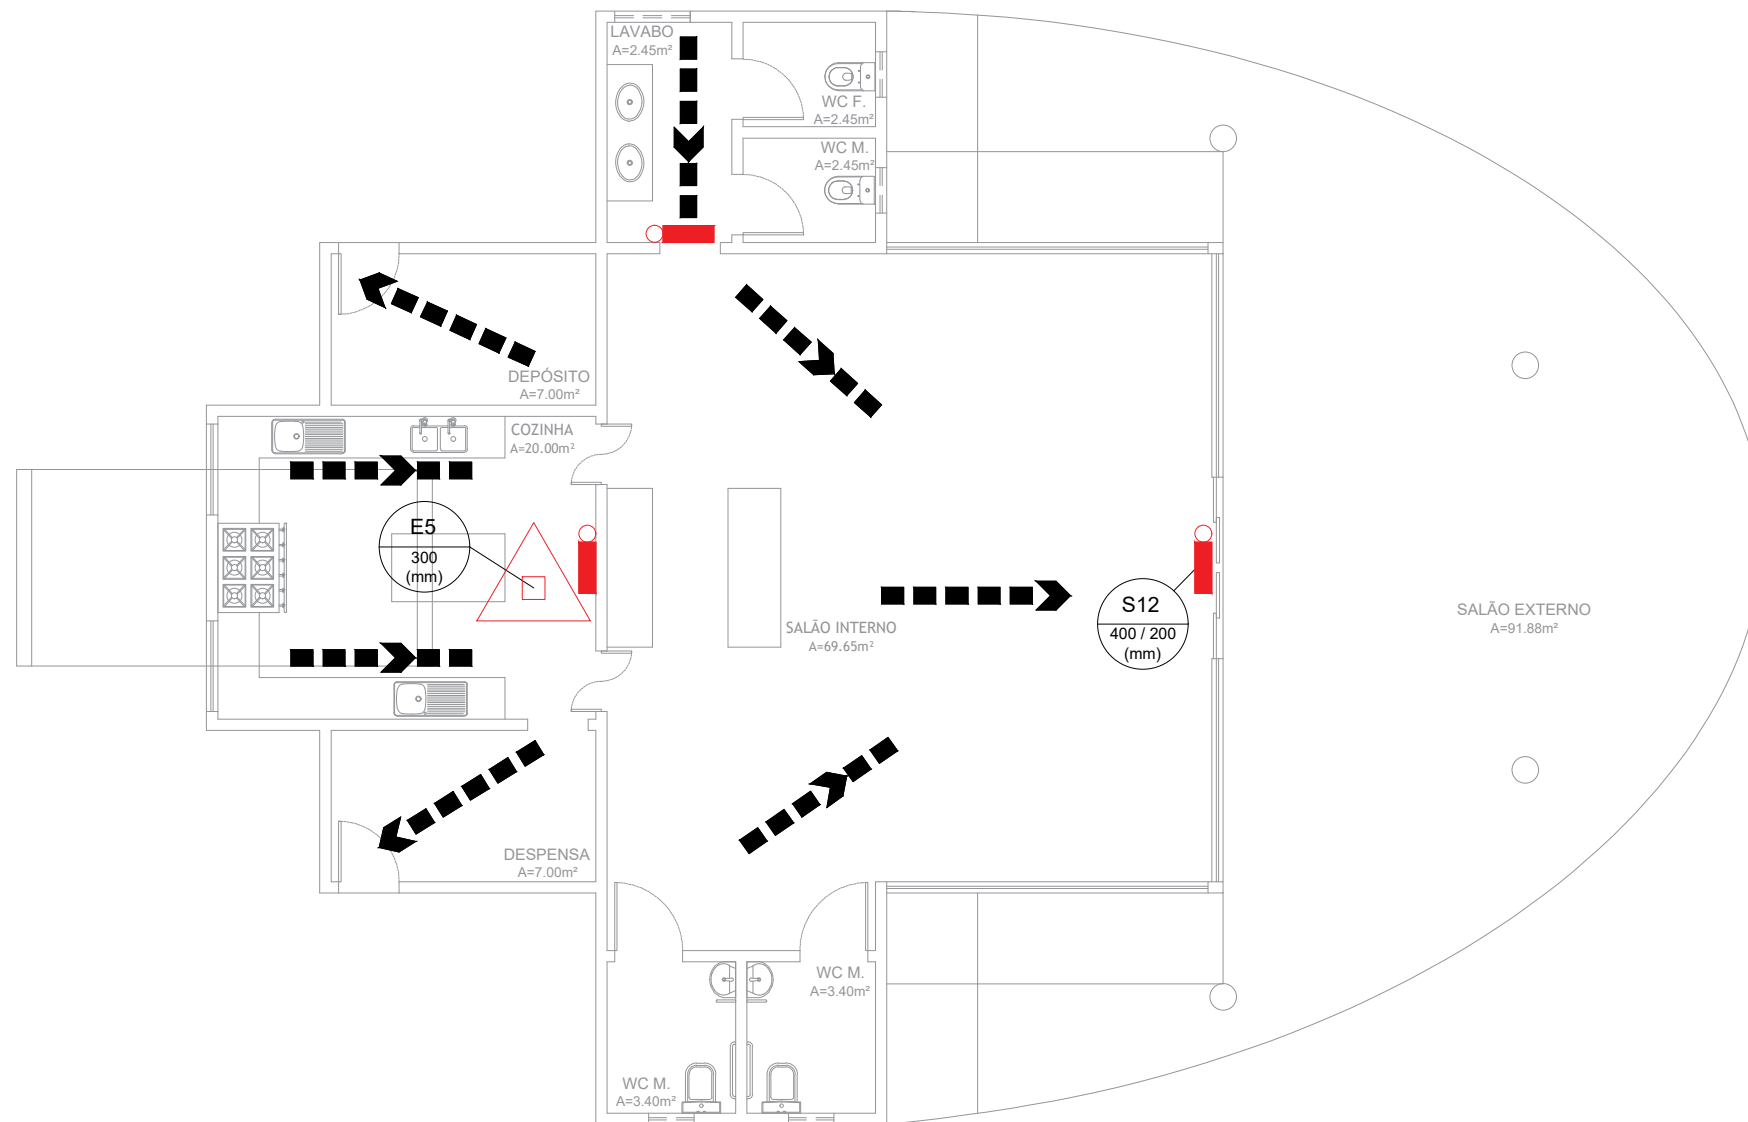 LAVABO
A=2.45m²
WC F.
A=2.45m²
WC M.
A=2.45m²
DEPÓSITO
A=7.00m²
COZINHA
A=20.00m²
E5
300
(mm)
S12
400 / 200
(mm)
SALÃO INTERNO
A=69.65m²
SALÃO EXTERNO
A=91.88m²
DESPENSA
A=7.00m²
WC M.
A=3.40m²
WC M.
A=3.40m²